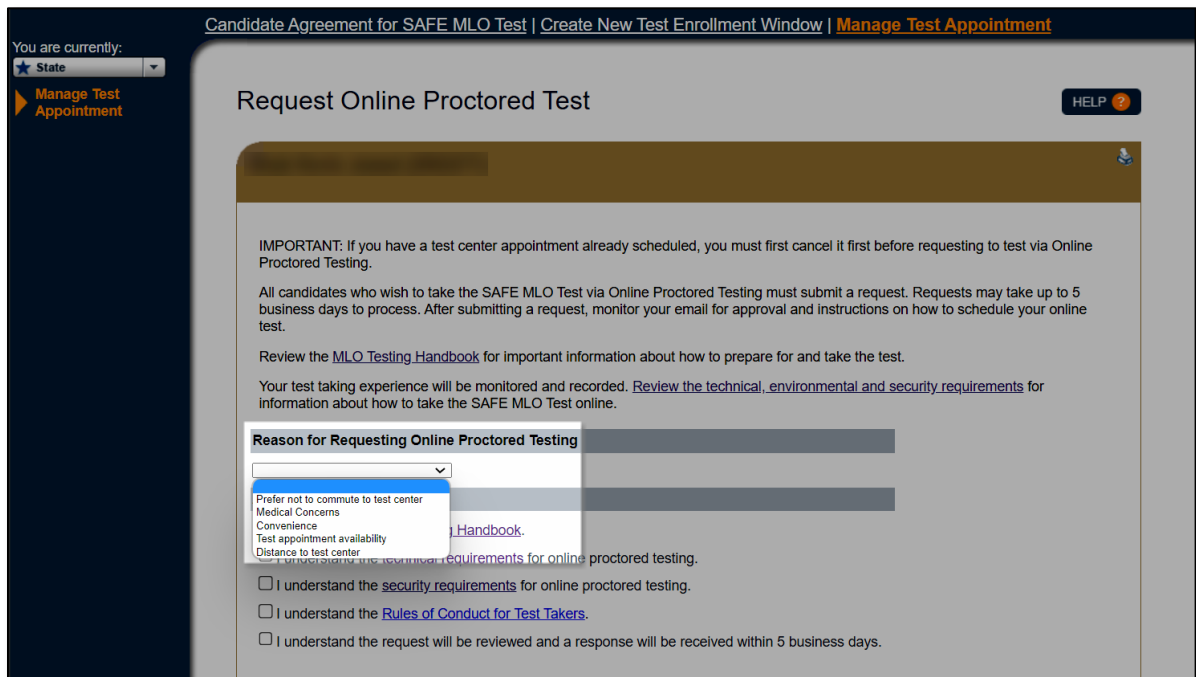 Candidate Agreement for SAFE MLO Test | Create New Test Enrollment Window | Manage Test Appointment
You are currently:
State
Manage Test
Appointment
Request Online Proctored Test
HELP ?
IMPORTANT: If you have a test center appointment already scheduled, you must first cancel it first before requesting to test via Online
Proctored Testing.
All candidates who wish to take the SAFE MLO Test via Online Proctored Testing must submit a request. Requests may take up to 5
business days to process. After submitting a request, monitor your email for approval and instructions on how to schedule your online
test.
Review the MLO Testing Handbook for important information about how to prepare for and take the test.
Your test taking experience will be monitored and recorded. Review the technical, environmental and security requirements for
information about how to take the SAFE MLO Test online.
Reason for Requesting Online Proctored Testing
Prefer not to commute to test center
Medical Concerns
Convenience
Test appointment availability
Distance to test center
Handbook.
I understand the technical requirements for online proctored testing.
I understand the security requirements for online proctored testing.
I understand the Rules of Conduct for Test Takers.
I understand the request will be reviewed and a response will be received within 5 business days.